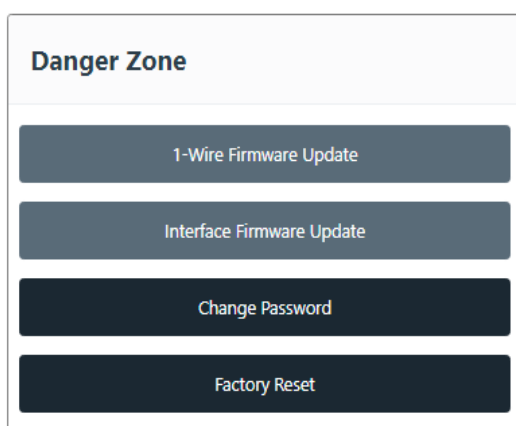 Danger Zone
1-Wire Firmware Update
Interface Firmware Update
Change Password
Factory Reset